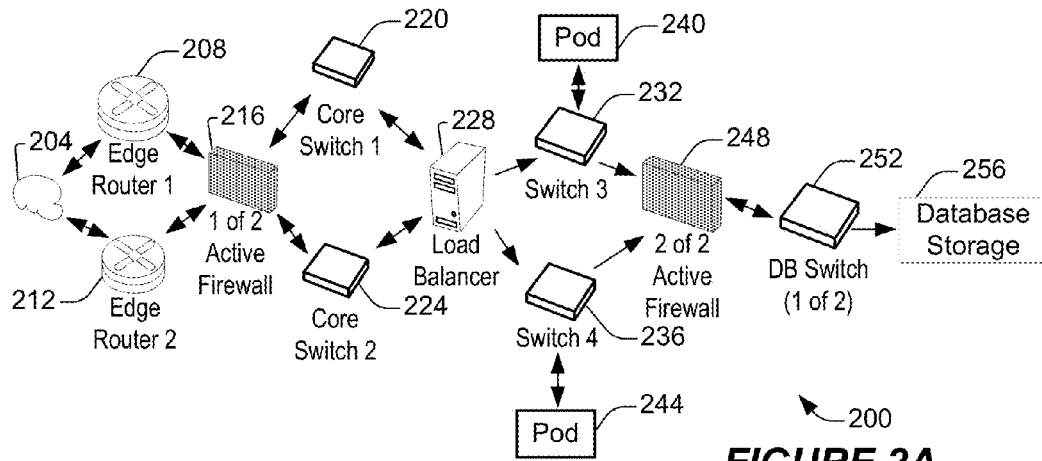 208
Edge
Router 1
204
212
Edge
Router 2
216
1 of 2
Active
Firewall
220
Core
Switch 1
224
Core
Switch 2
228
Load
Balancer
Pod
240
232
Switch 3
Switch 4
236
Pod
244
248
2 of 2
Active
Firewall
252
DB Switch
(1 of 2)
256
Database
Storage
200
FIGURE 2A